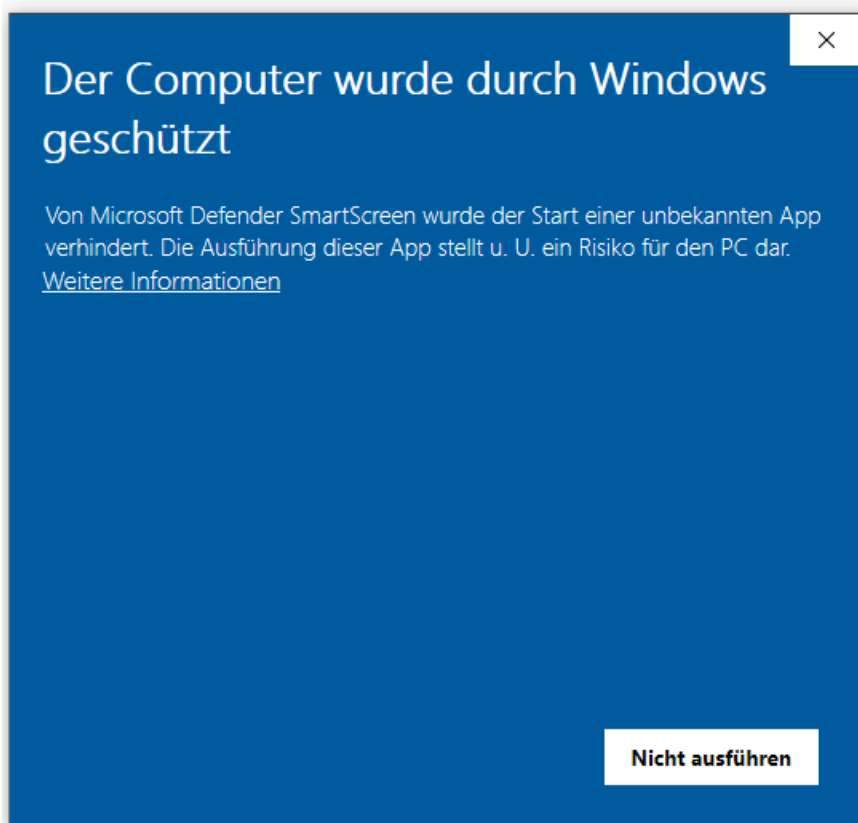 Der Computer wurde durch Windows
geschützt
Von Microsoft Defender SmartScreen wurde der Start einer unbekannten App
verhindert. Die Ausführung dieser App stellt u. U. ein Risiko für den PC dar.
Weitere Informationen
Nicht ausführen